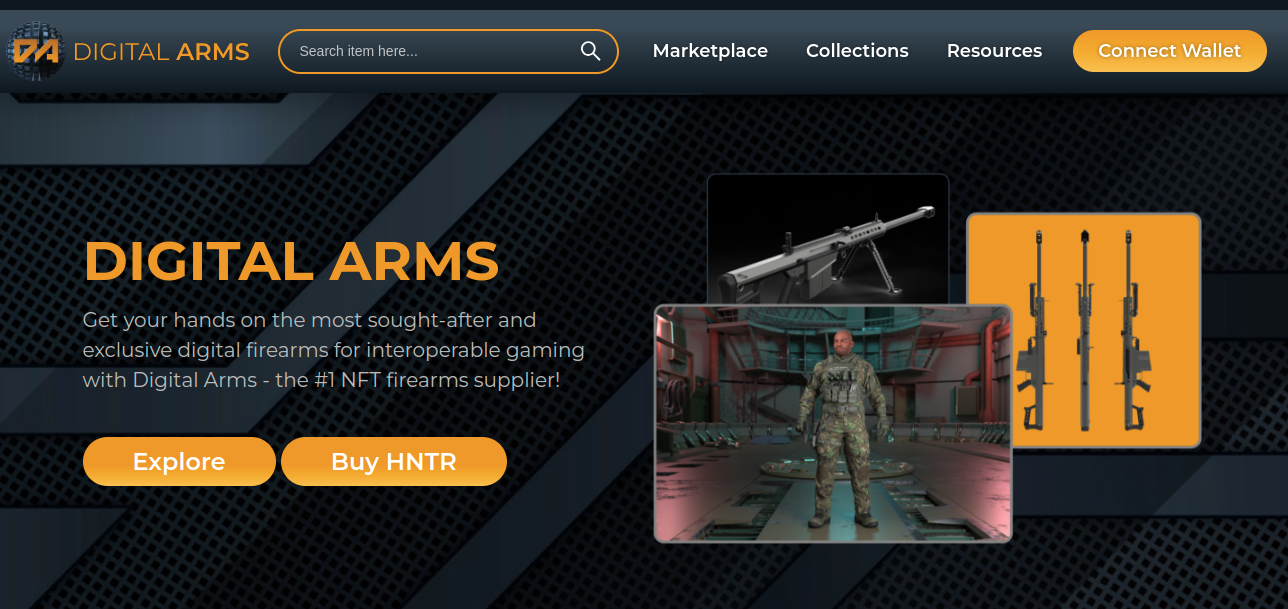 DA DIGITAL ARMS
Search item here...
Marketplace
Collections
Resources
Connect Wallet
DIGITAL ARMS
Get your hands on the most sought-after and
exclusive digital firearms for interoperable gaming
with Digital Arms - the #1 NFT firearms supplier!
Explore
Buy HNTR